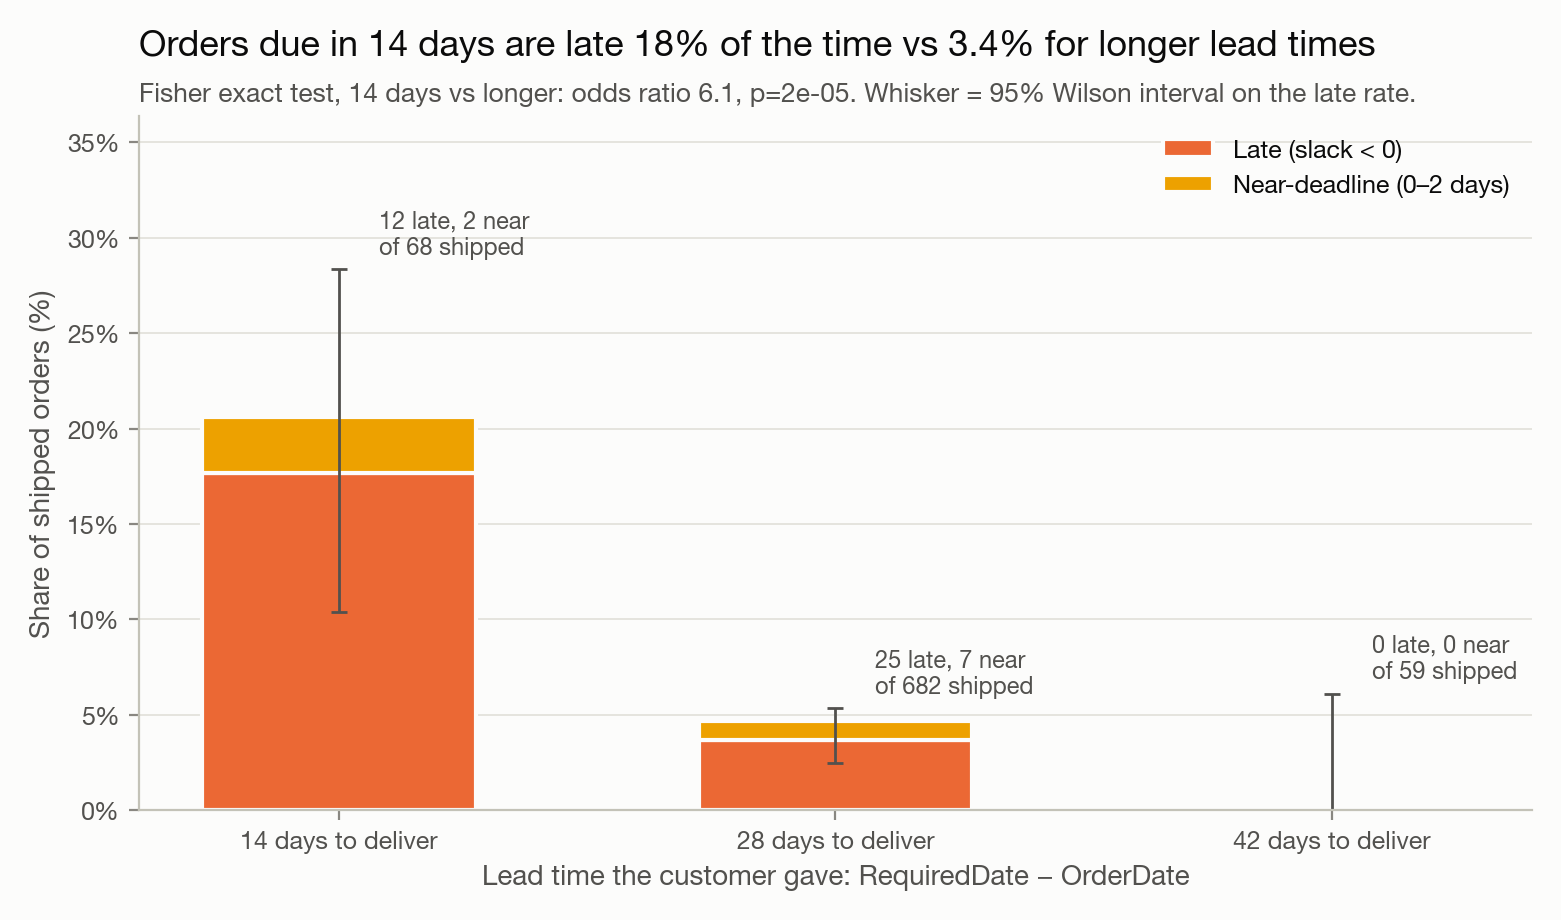 Orders due in 14 days are late 18% of the time vs 3.4% for longer lead times
Fisher exact test, 14 days vs longer: odds ratio 6.1, p=2e-05. Whisker = 95% Wilson interval on the late rate.
35%
30%
25%
20%
15%
10%
5%
0%
Share of shipped orders (%)
Late (slack < 0)
Near-deadline (0–2 days)
12 late, 2 near
of 68 shipped
25 late, 7 near
of 682 shipped
0 late, 0 near
of 59 shipped
14 days to deliver
28 days to deliver
42 days to deliver
Lead time the customer gave: RequiredDate − OrderDate